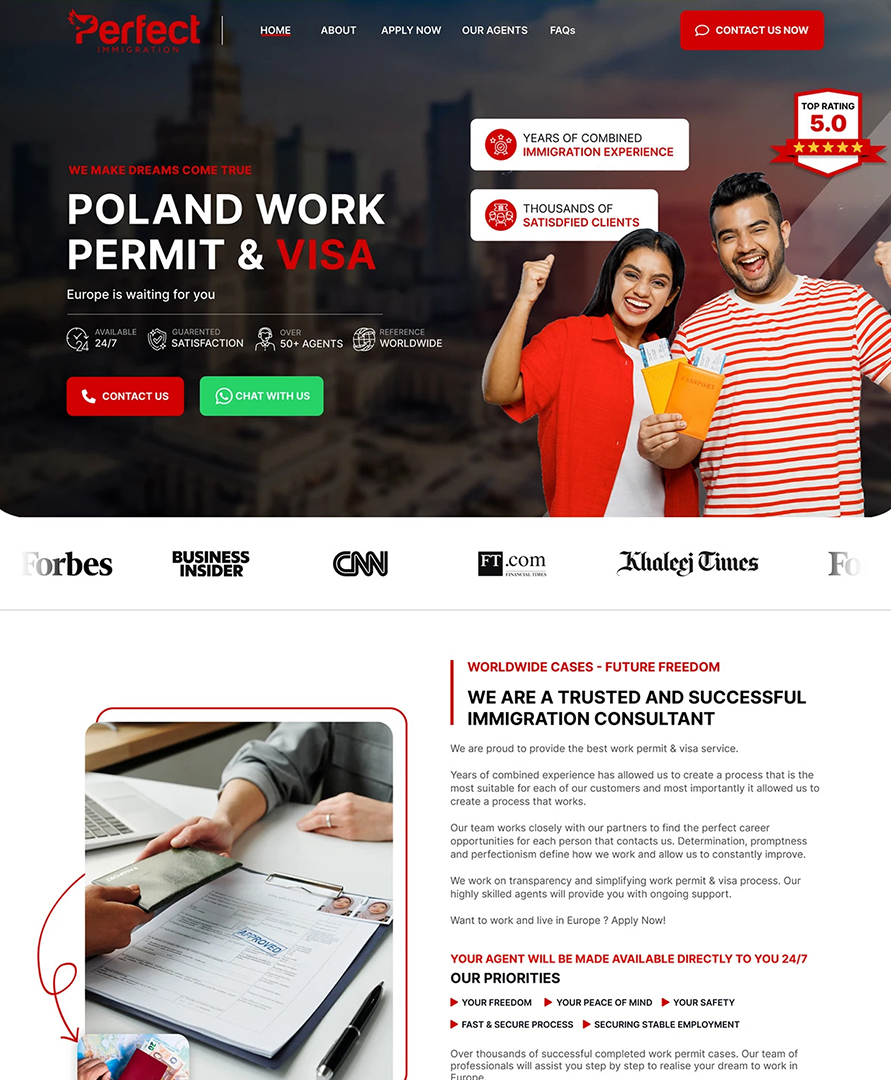 Perfect
IMMIGRATION
HOME
ABOUT
APPLY NOW
OUR AGENTS
FAQs
CONTACT US NOW
TOP RATING
5.0
YEARS OF COMBINED
IMMIGRATION EXPERIENCE
THOUSANDS OF
SATISDFIED CLIENTS
WE MAKE DREAMS COME TRUE
POLAND WORK
PERMIT & VISA
Europe is waiting for you
AVAILABLE
24/7
GUARENTED
SATISFACTION
OVER
50+ AGENTS
REFERENCE
WORLDWIDE
CONTACT US
CHAT WITH US
PASSPORT
Forbes
BUSINESS
INSIDER
CNN
FT.com
FINANCIAL TIMES
Khaleej Times
Fo
WORLDWIDE CASES - FUTURE FREEDOM
WE ARE A TRUSTED AND SUCCESSFUL
IMMIGRATION CONSULTANT
We are proud to provide the best work permit & visa service.
Years of combined experience has allowed us to create a process that is the
most suitable for each of our customers and most importantly it allowed us to
create a process that works.
Our team works closely with our partners to find the perfect career
opportunities for each person that contacts us. Determination, promptness
and perfectionism define how we work and allow us to constantly improve.
We work on transparency and simplifying work permit & visa process. Our
highly skilled agents will provide you with ongoing support.
Want to work and live in Europe ? Apply Now!
YOUR AGENT WILL BE MADE AVAILABLE DIRECTLY TO YOU 24/7
OUR PRIORITIES
YOUR FREEDOM
YOUR PEACE OF MIND
YOUR SAFETY
FAST & SECURE PROCESS
SECURING STABLE EMPLOYMENT
Over thousands of successful completed work permit cases. Our team of
professionals will assist you step by step to realise your dream to work in
Europe
APPROVED